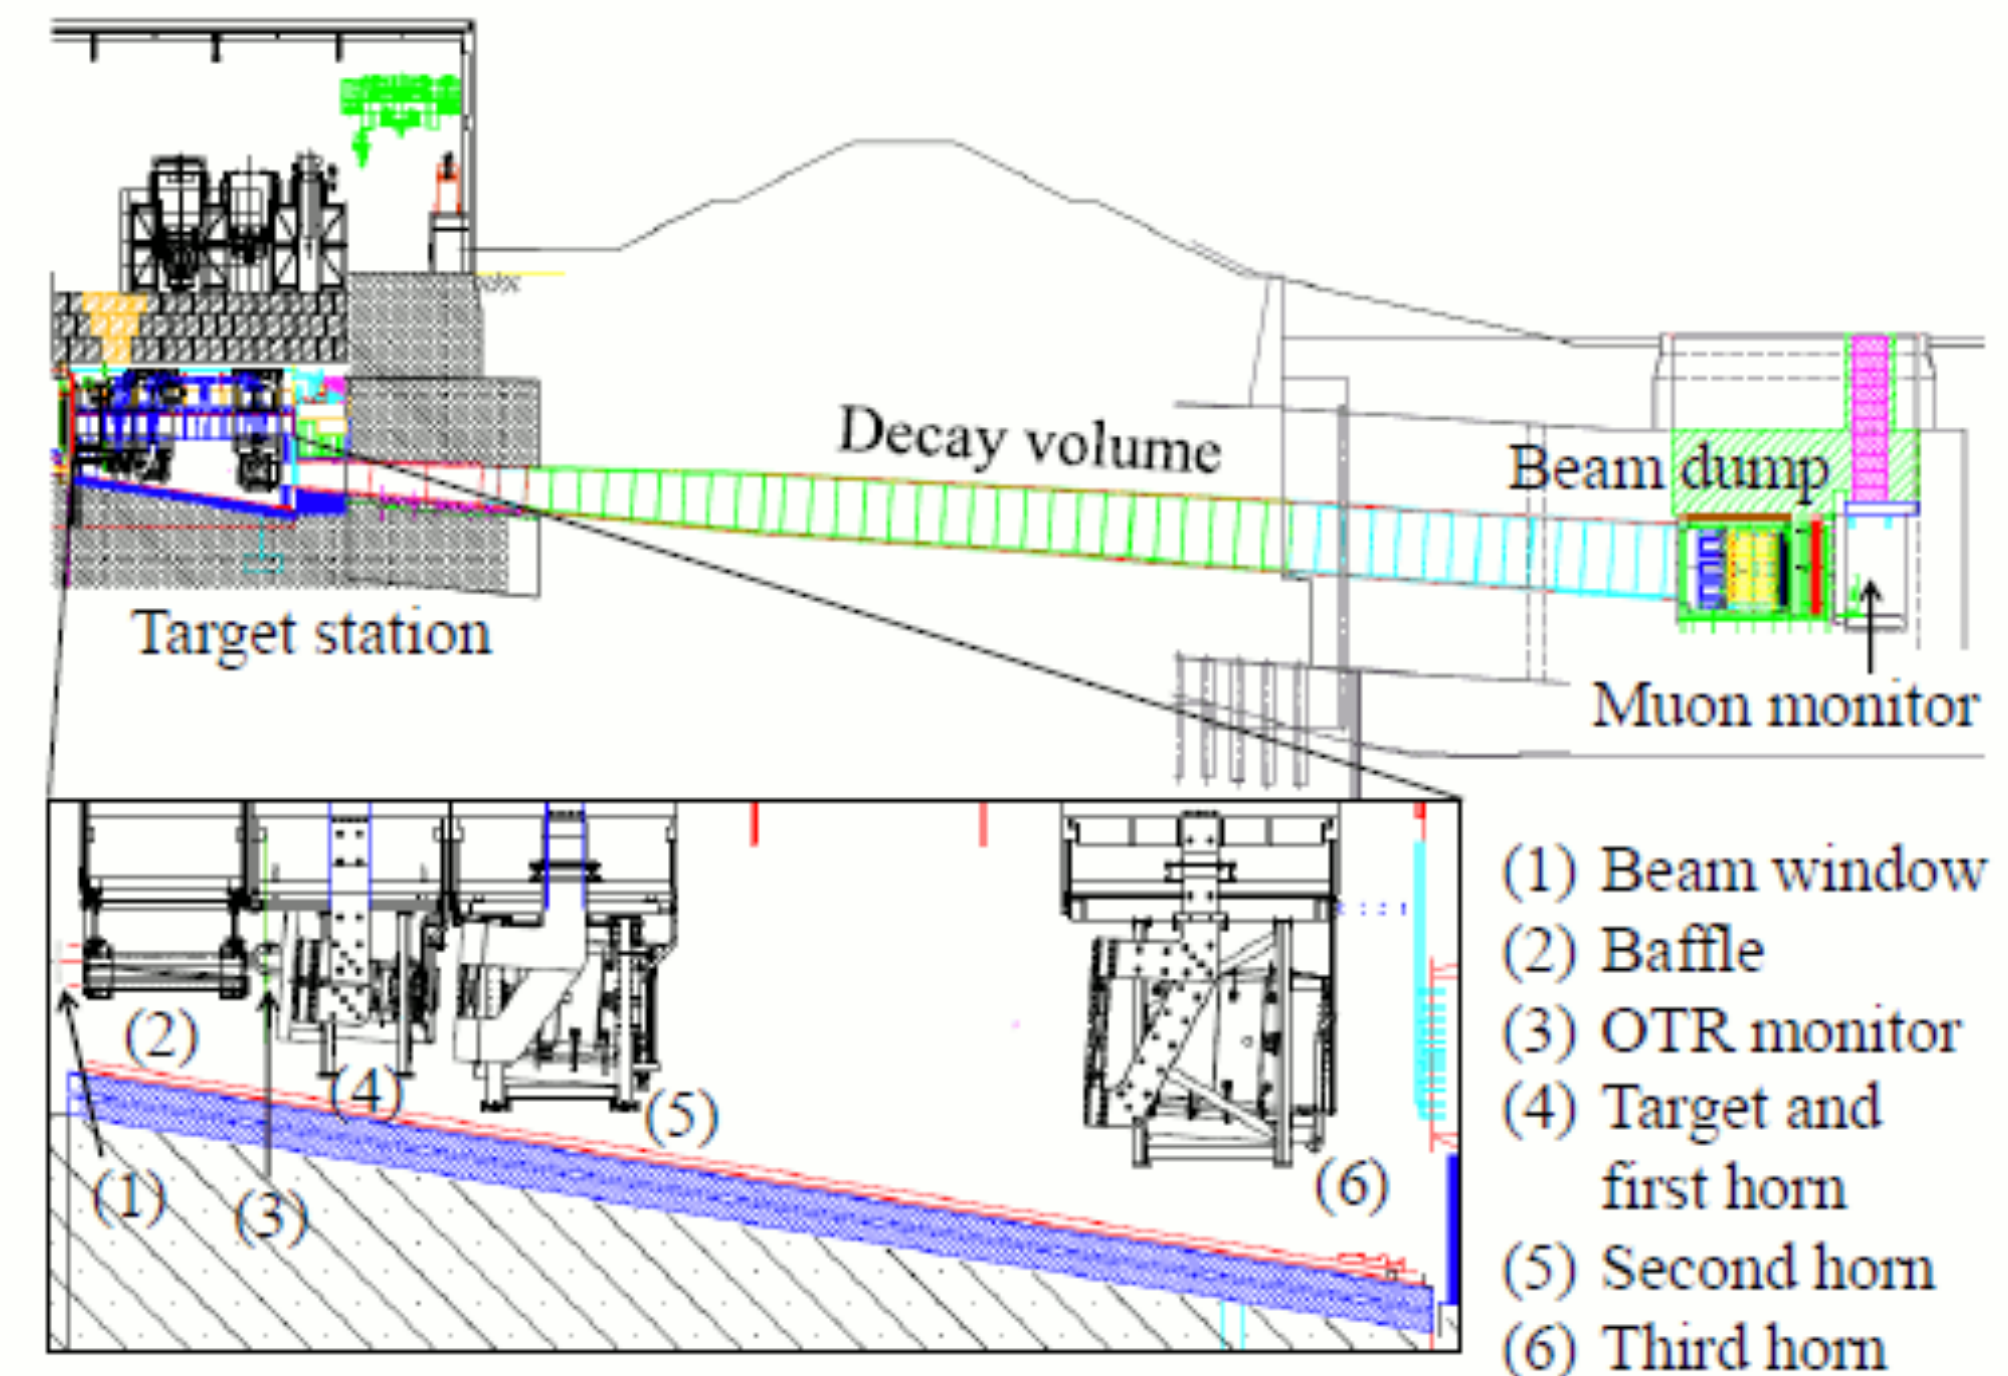 Decay volume
Beam dump
Target station
Muon monitor
(2)
(4)
(5)
(1)
(3)
(6)
(1) Beam window
(2) Baffle
(3) OTR monitor
(4) Target and
first horn
(5) Second horn
(6) Third horn